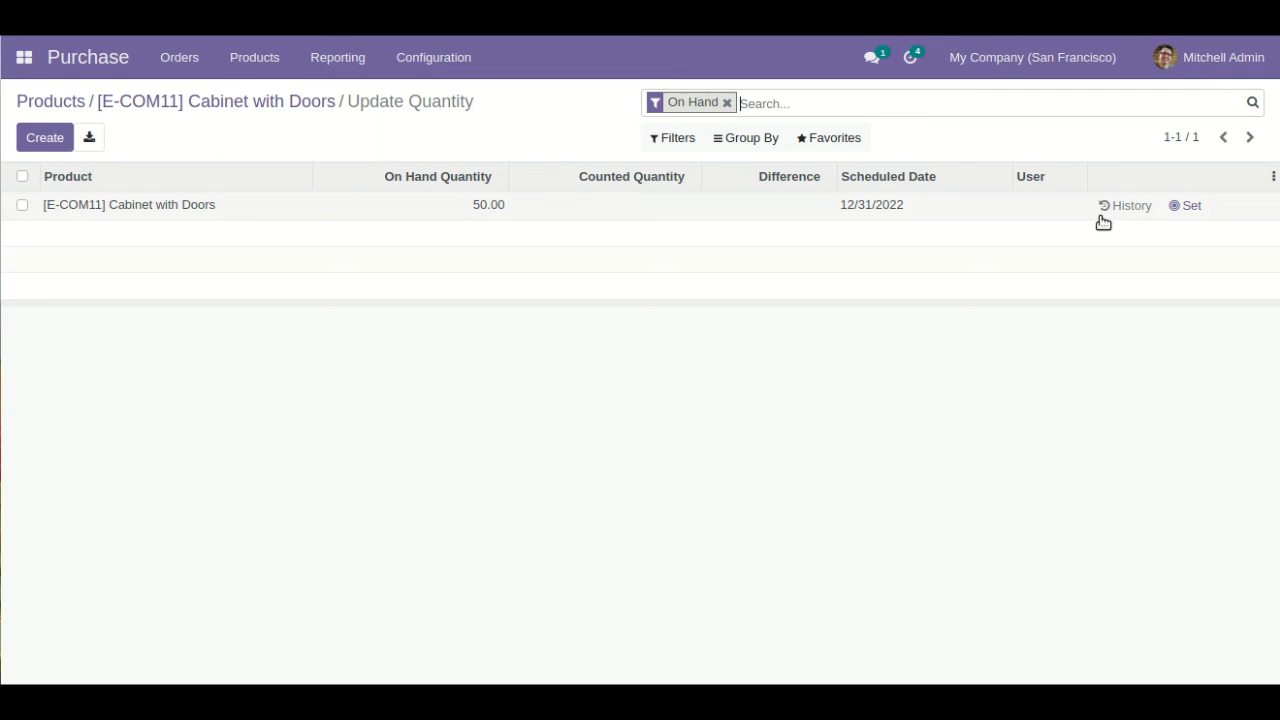 Purchase Orders Products Reporting Configuration 1 4 My Company (San Francisco) Mitchell Admin
Products / [E-COM11] Cabinet with Doors / Update Quantity On Hand Search...
Create Filters Group By Favorites 1-1 / 1
Product On Hand Quantity Counted Quantity Difference Scheduled Date User
[E-COM11] Cabinet with Doors 50.00 12/31/2022 History Set